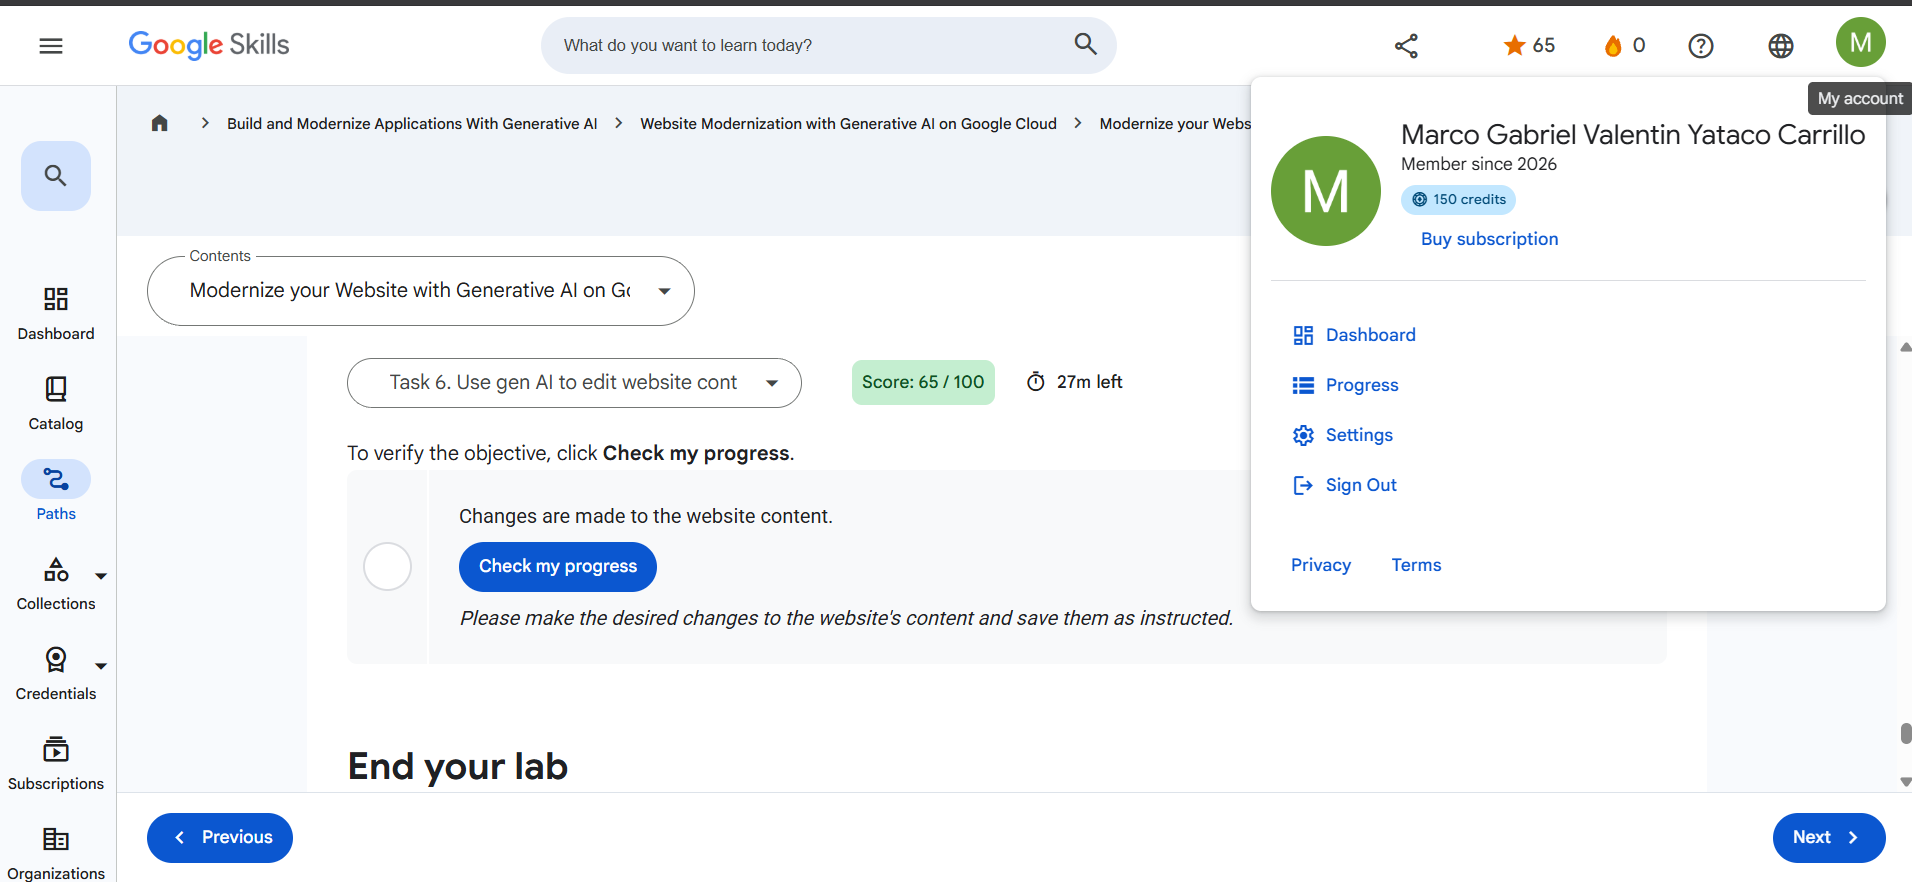 Google Skills
What do you want to learn today?
65
0
M
My account
Build and Modernize Applications With Generative AI
Website Modernization with Generative AI on Google Cloud
Modernize your Webs
Marco Gabriel Valentin Yataco Carrillo
Member since 2026
M
150 credits
Buy subscription
Dashboard
Progress
Settings
Sign Out
Privacy
Terms
Dashboard
Catalog
Paths
Collections
Credentials
Subscriptions
Organizations
Contents
Modernize your Website with Generative AI on Go
Task 6. Use gen AI to edit website cont
Score: 65 / 100
27m left
To verify the objective, click Check my progress.
Changes are made to the website content.
Check my progress
Please make the desired changes to the website's content and save them as instructed.
End your lab
Previous
Next